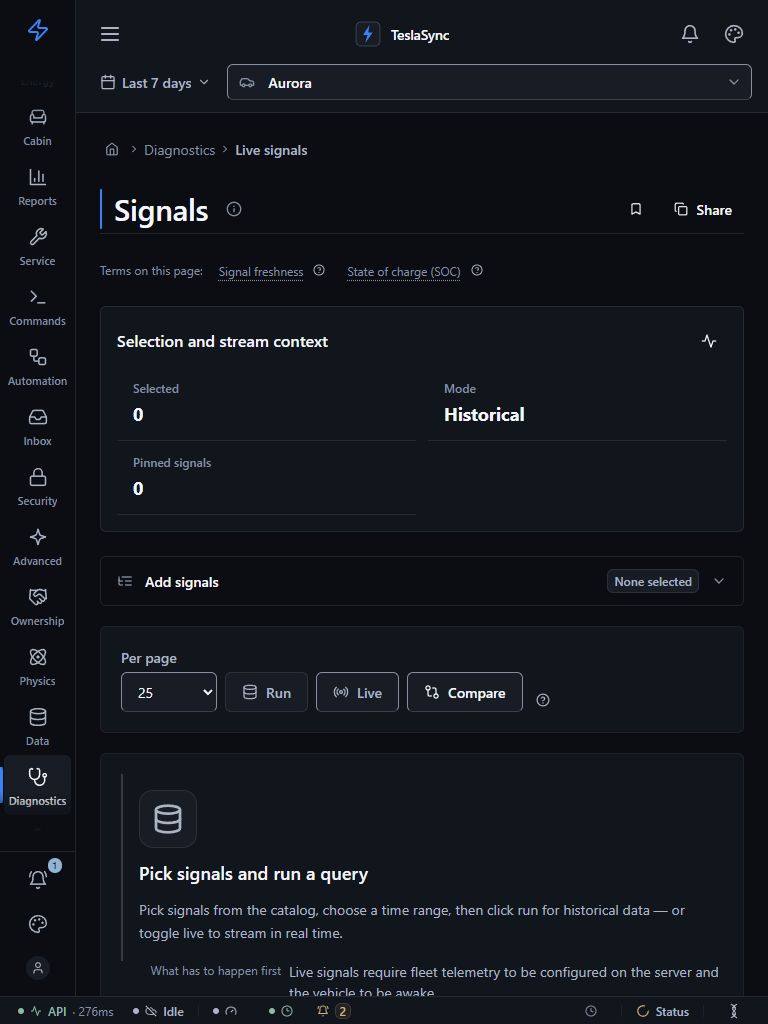 TeslaSync
Last 7 days
Aurora
Cabin
Reports
Service
Commands
Automation
Inbox
Security
Advanced
Ownership
Physics
Data
Diagnostics
1
Diagnostics
Live signals
Signals
Share
Terms on this page:
Signal freshness
State of charge (SOC)
Selection and stream context
Selected
0
Mode
Historical
Pinned signals
0
Add signals
None selected
Per page
25
Run
Live
Compare
Pick signals and run a query
Pick signals from the catalog, choose a time range, then click run for historical data — or
toggle live to stream in real time.
What has to happen first
Live signals require fleet telemetry to be configured on the server and
the vehicle to be awake
API · 276ms
Idle
2
Status